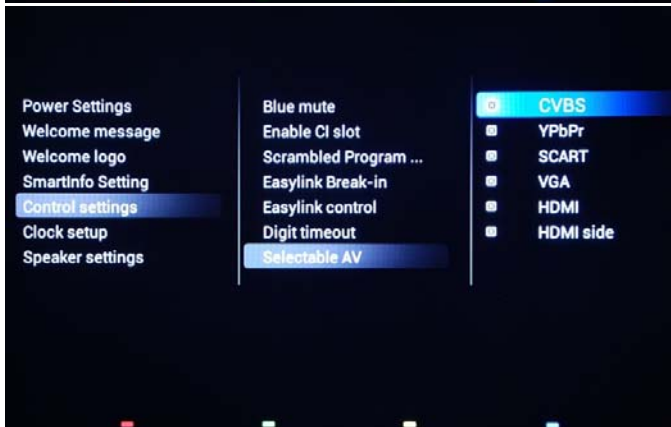 Power Settings
Welcome message
Welcome logo
SmartInfo Setting
Control settings
Clock setup
Speaker settings
Blue mute
Enable CI slot
Scrambled Program ...
Easylink Break-in
Easylink control
Digit timeout
Selectable AV
CVBS
YPbPr
SCART
VGA
HDMI
HDMI side